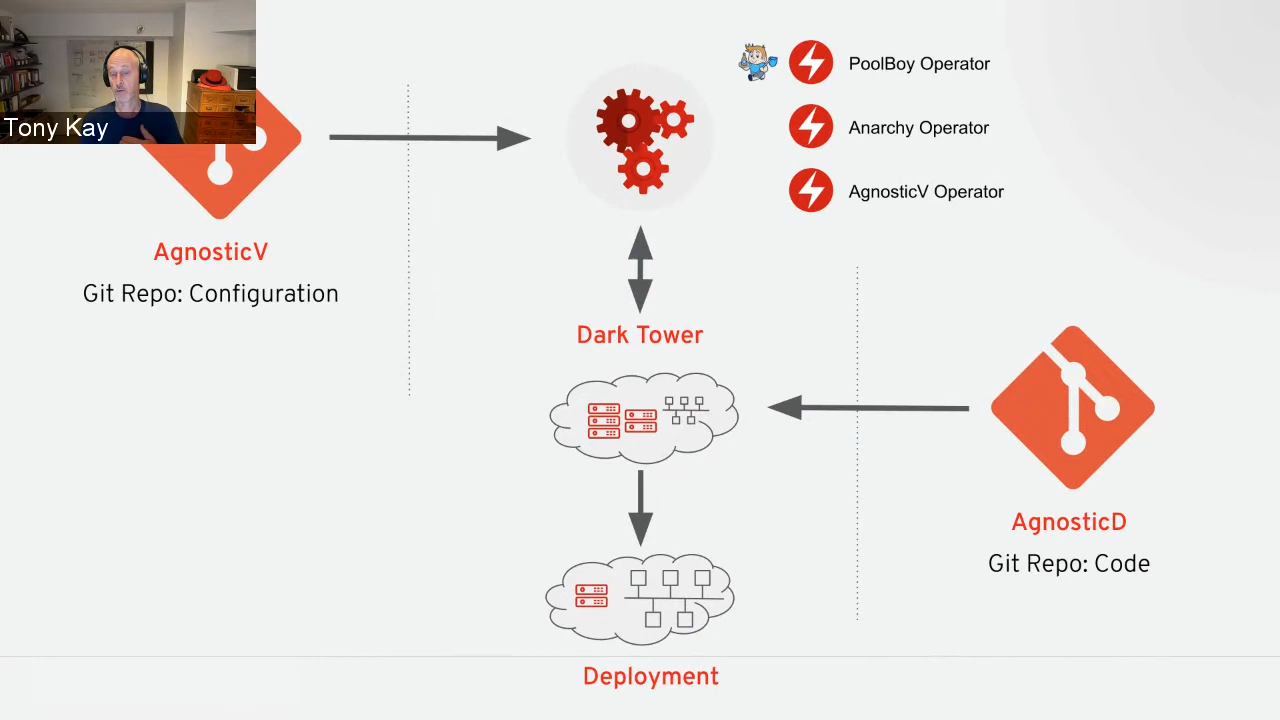 Tony Kay
PoolBoy Operator
Anarchy Operator
AgnosticV Operator
AgnosticV
Git Repo: Configuration
Dark Tower
AgnosticD
Git Repo: Code
Deployment